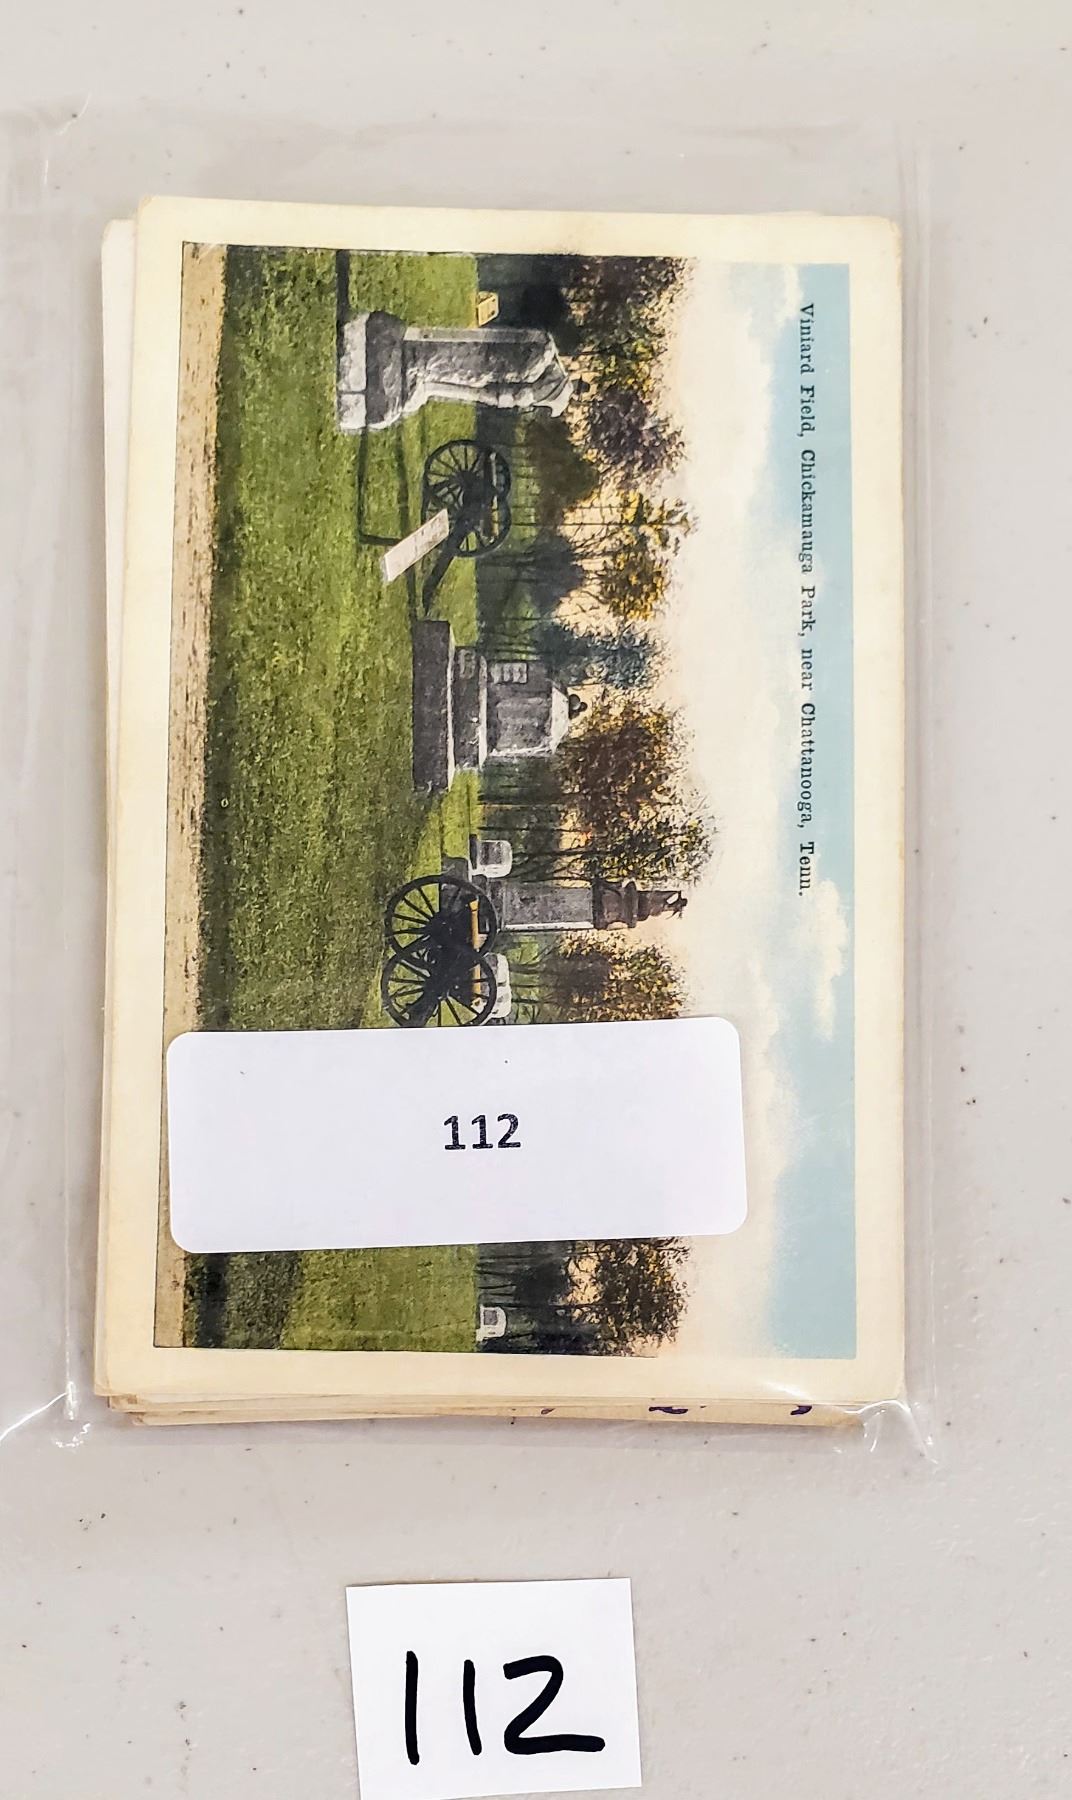 Viniard Field, Chickamauga Park, near Chattanooga, Tenn.
112
112